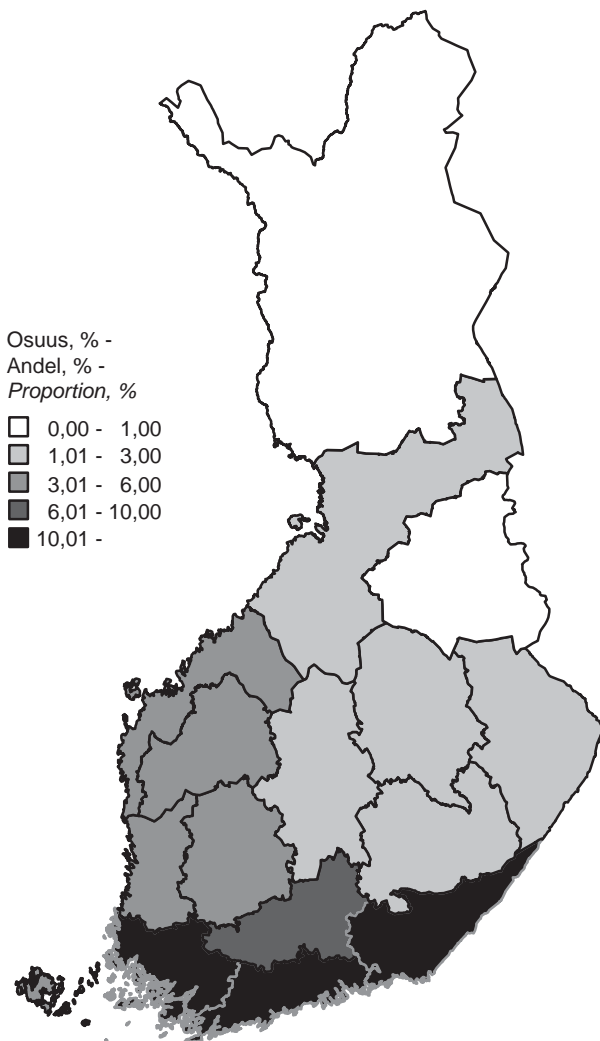 Osuus, % -
Andel, % -
Proportion, %
0,00 - 1,00
1,01 - 3,00
3,01 - 6,00
6,01 - 10,00
10,01 -